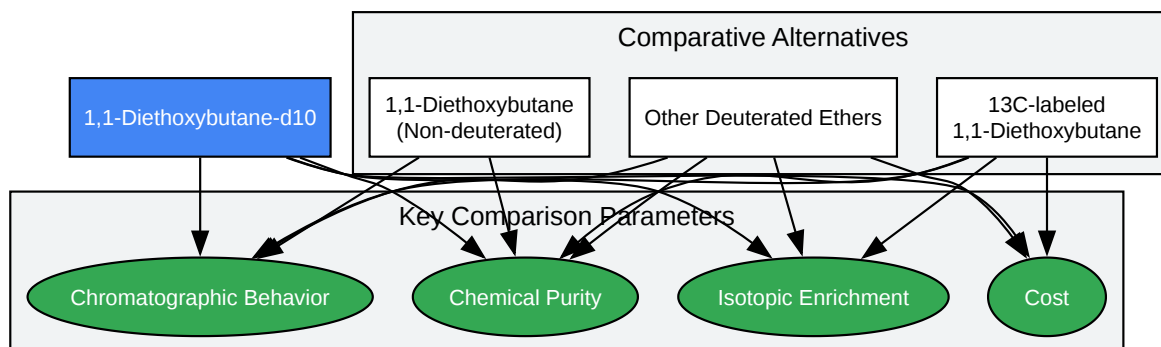 Comparative Alternatives
1,1-Diethoxybutane-d10
1,1-Diethoxybutane
(Non-deuterated)
Other Deuterated Ethers
13C-labeled
1,1-Diethoxybutane
Key Comparison Parameters
Chromatographic Behavior
Chemical Purity
Isotopic Enrichment
Cost